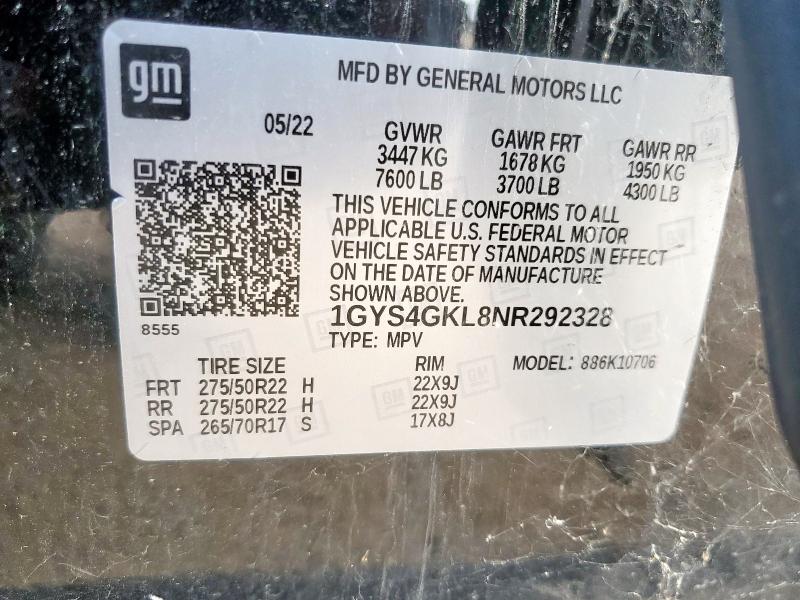 gm
MFD BY GENERAL MOTORS LLC
05/22
GVWR
3447 KG
7600 LB
GAWR FRT
1678 KG
3700 LB
GAWR RR
1950 KG
4300 LB
THIS VEHICLE CONFORMS TO ALL
APPLICABLE U.S. FEDERAL MOTOR
VEHICLE SAFETY STANDARDS IN EFFECT
ON THE DATE OF MANUFACTURE
SHOWN ABOVE.
8555
1GYS4GKL8NR292328
TYPE: MPV
MODEL: 886K10706
TIRE SIZE RIM
FRT 275/50R22 H 22X9J
RR 275/50R22 H 22X9J
SPA 265/70R17 S 17X8J